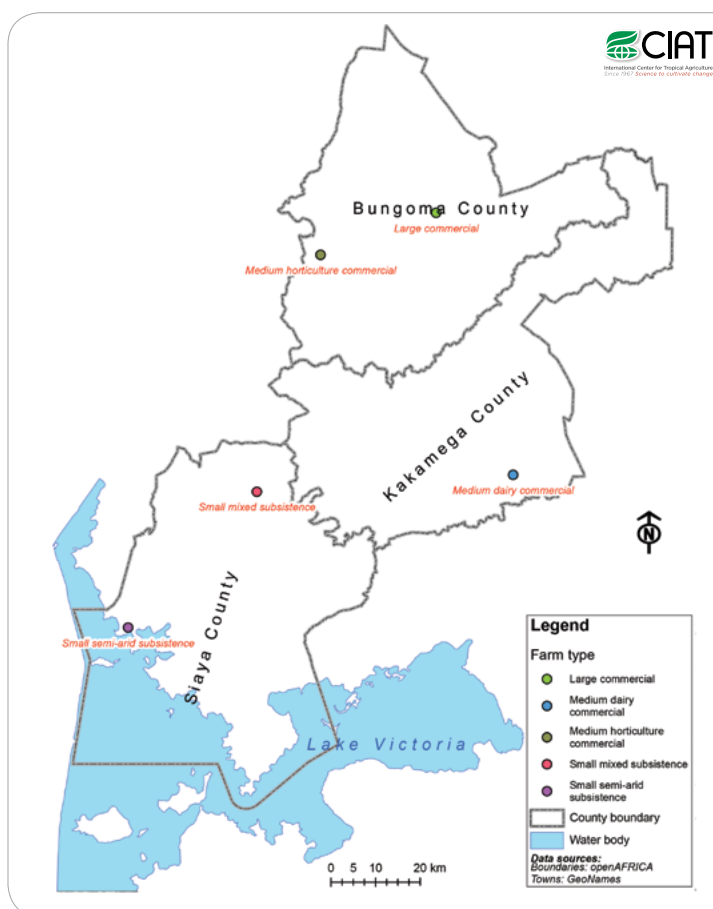 CIAT
International Center for Tropical Agriculture
Since 1967 Science to cultivate change
Bungoma County
Large commercial
Medium horticulture commercial
Kakamega County
Medium dairy commercial
Small mixed subsistence
N
Siaya County
Small semi-arid subsistence
Lake Victoria
Legend
Farm type
Large commercial
Medium dairy
commercial
Medium horticulture
commercial
Small mixed subsistence
Small semi-arid
subsistence
County boundary
Water body
Data sources:
Boundaries: openAFRICA
Towns: GeoNames
0 5 10 20 km